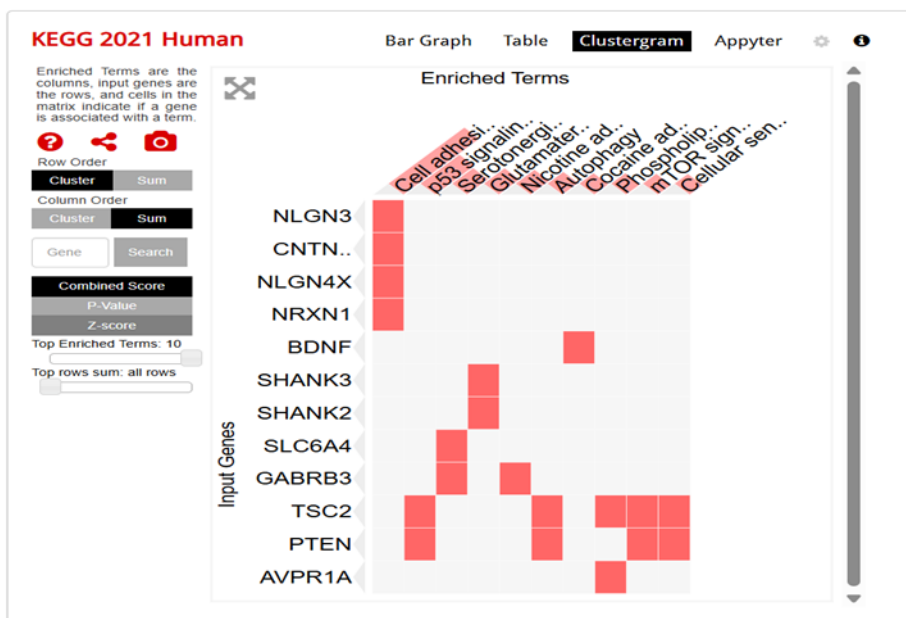 KEGG 2021 Human
Bar Graph Table Clustergram Appyter
Enriched Terms are the
columns, input genes are
the rows, and cells in the
matrix indicate if a gene
is associated with a term.
Row Order
Cluster Sum
Column Order
Cluster Sum
Gene Search
Combined Score
P-Value
Z-score
Top Enriched Terms: 10
Top rows sum: all rows
Enriched Terms
Cell adhesi..
p53 signalin..
Serotonergi..
Glutamater..
Nicotine ad..
Autophagy
Cocaine ad..
Phospholip..
mTOR sign..
Cellular sen..
Input Genes
NLGN3
CNTN..
NLGN4X
NRXN1
BDNF
SHANK3
SHANK2
SLC6A4
GABRB3
TSC2
PTEN
AVPR1A